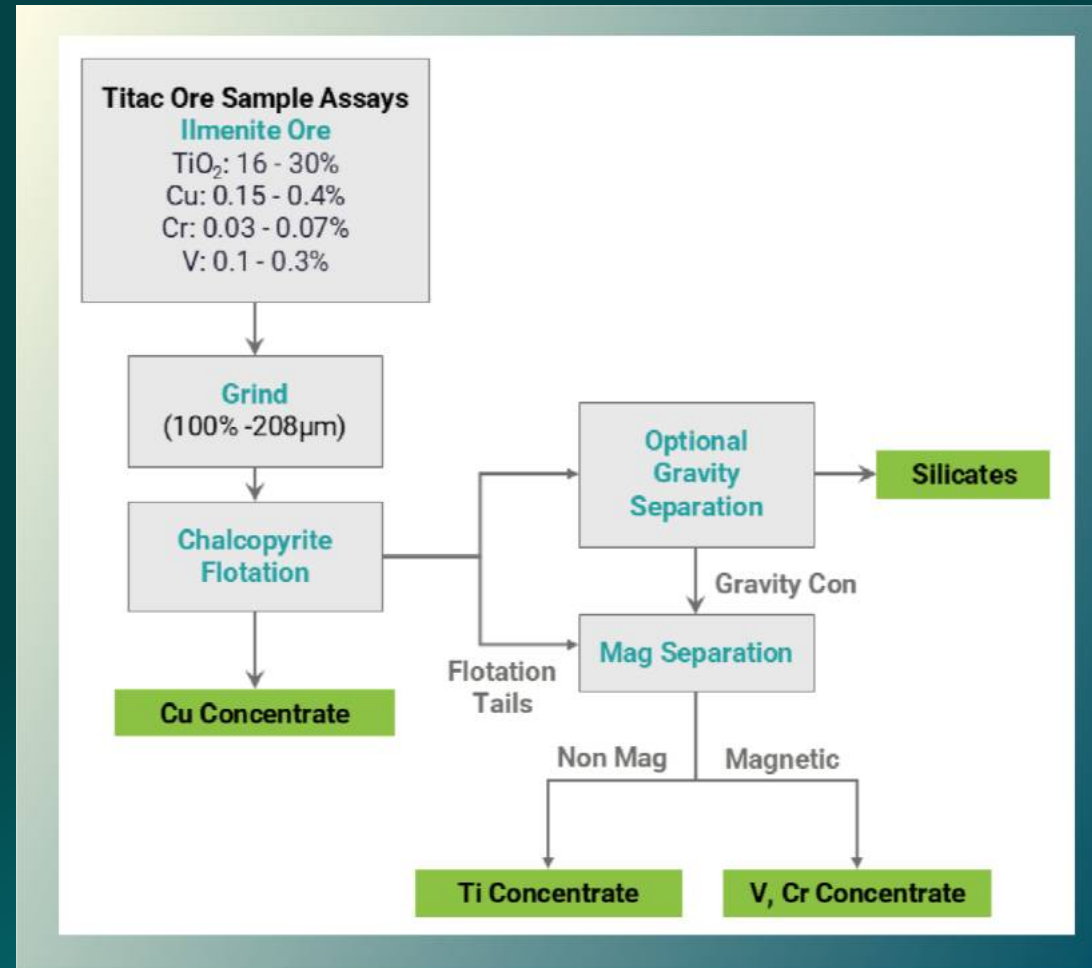 Titac Ore Sample Assays
Ilmenite Ore
TiO₂: 16 - 30%
Cu: 0.15 - 0.4%
Cr: 0.03 - 0.07%
V: 0.1 - 0.3%
Grind
(100% -208µm)
Chalcopyrite
Flotation
Cu Concentrate
Flotation
Tails
Optional
Gravity
Separation
Silicates
Gravity Con
Mag Separation
Non Mag
Magnetic
Ti Concentrate
V, Cr Concentrate